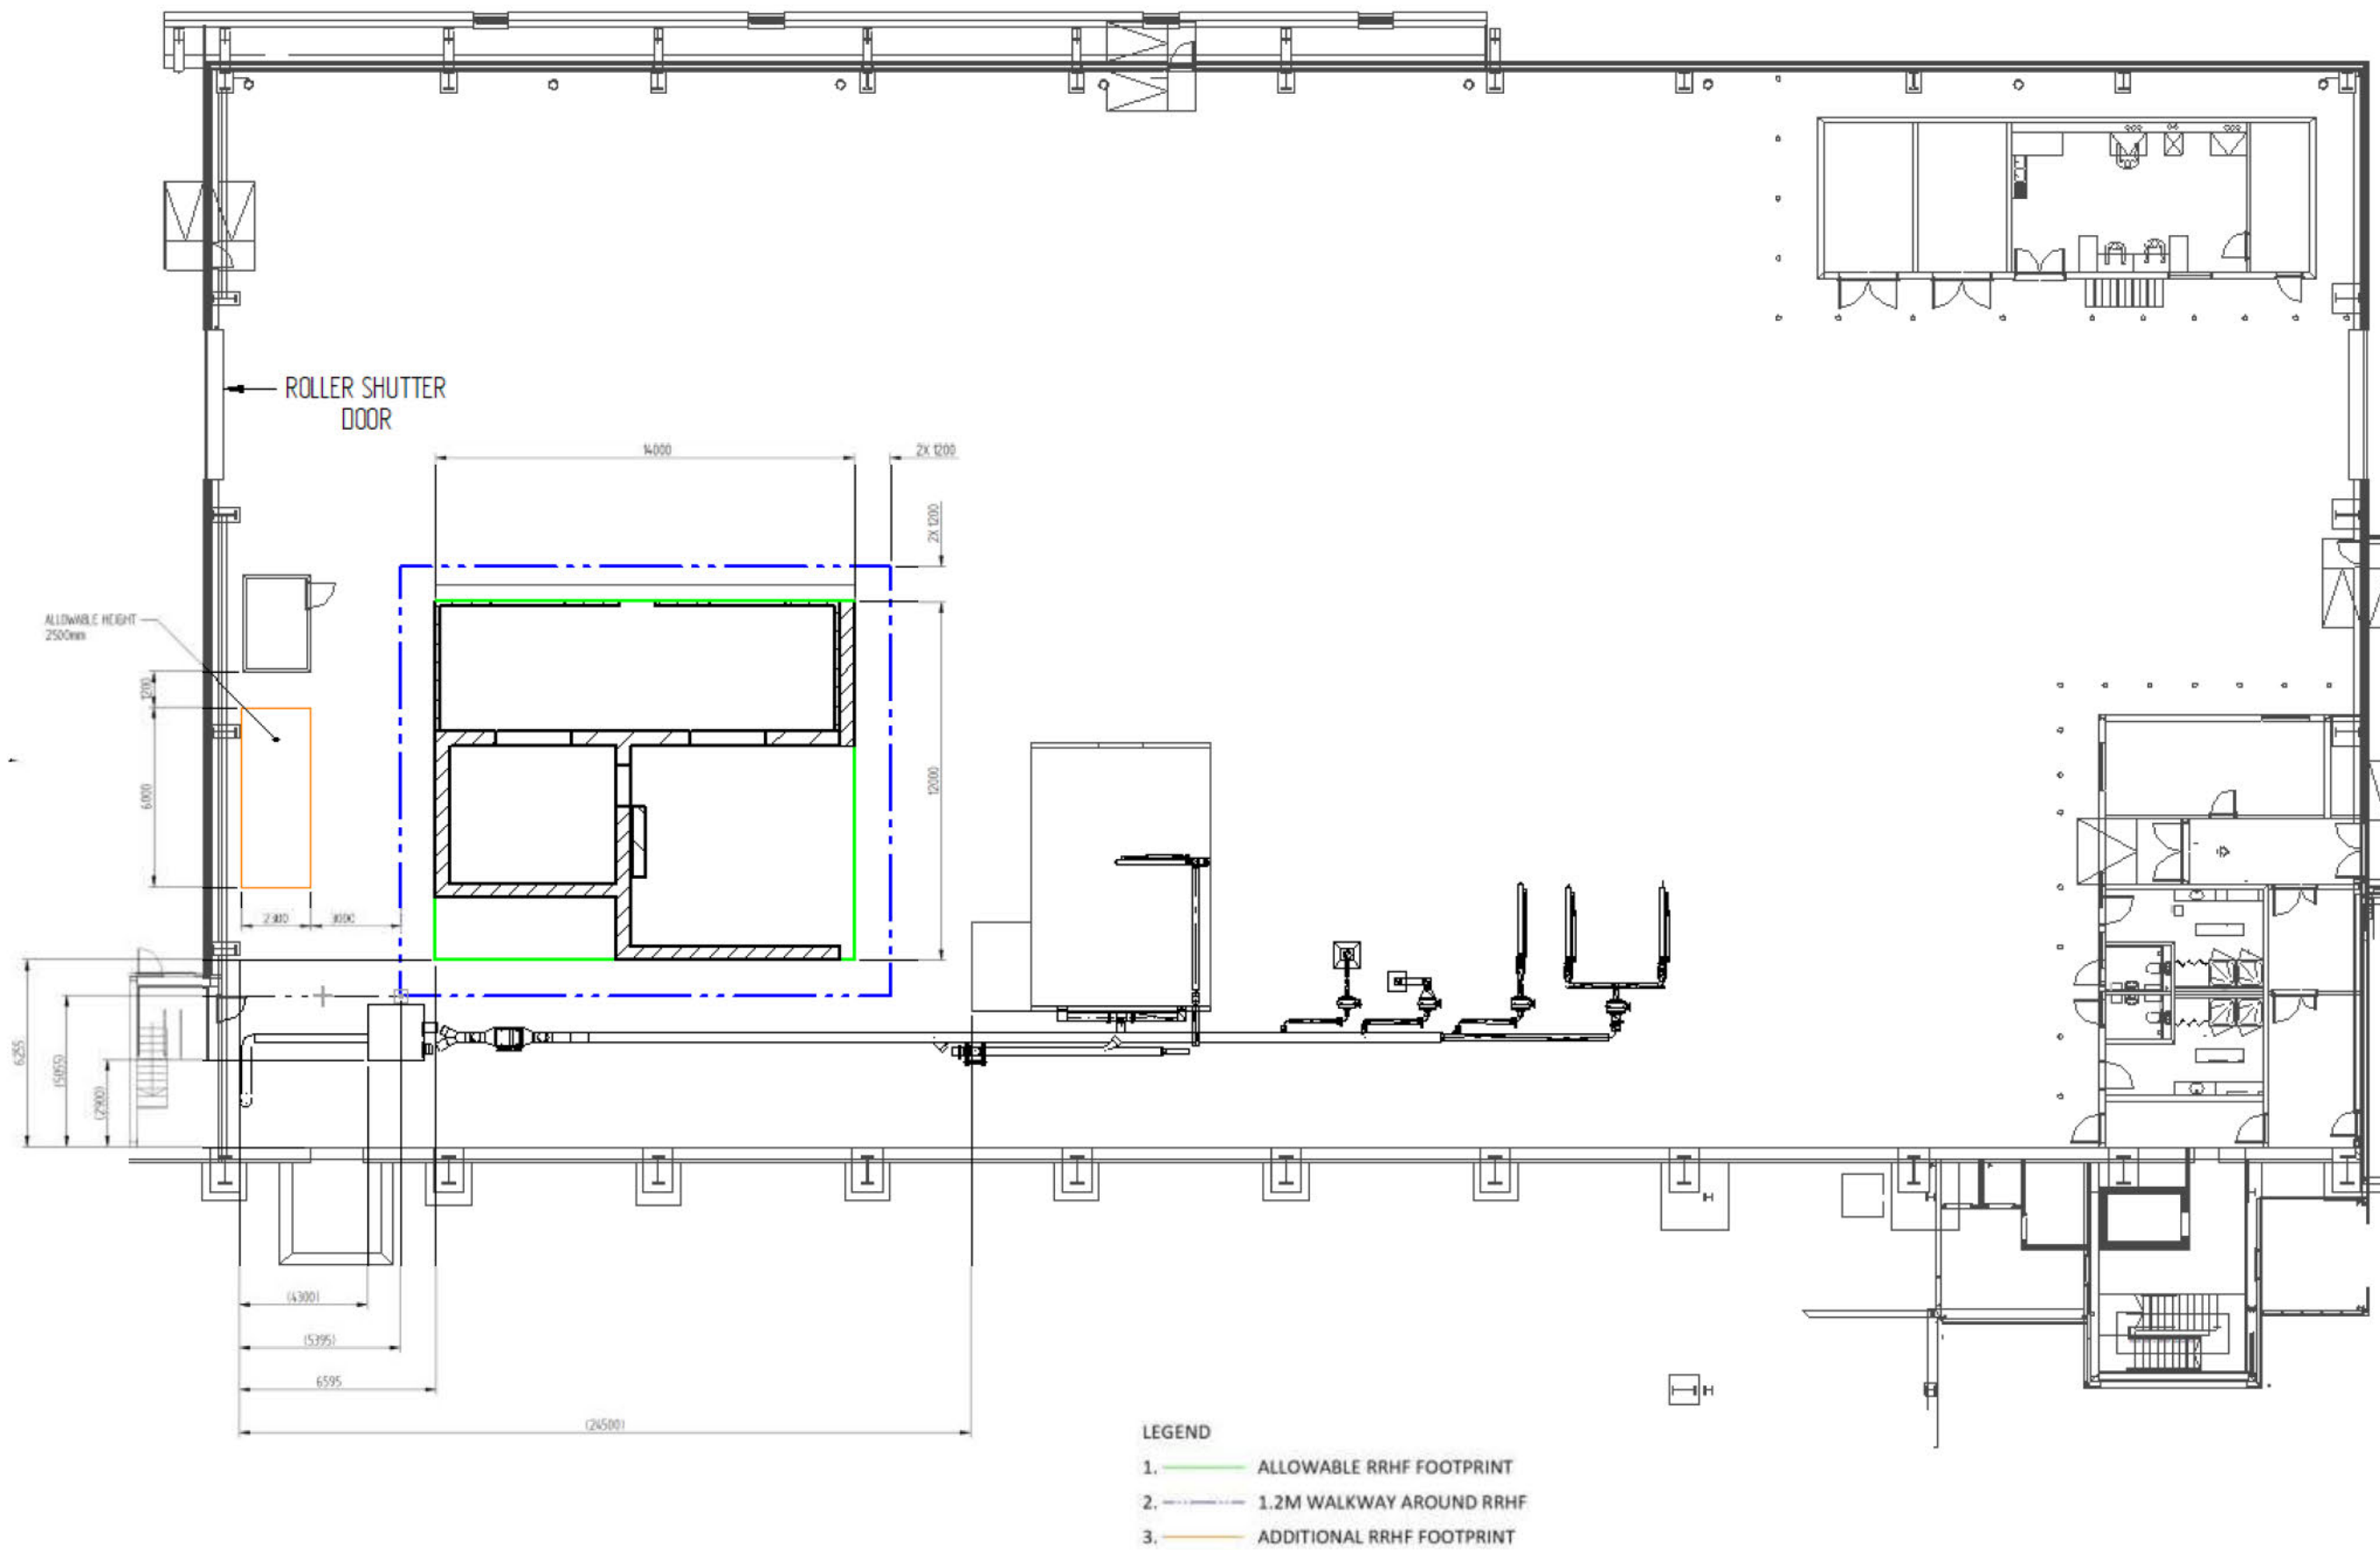 ROLLER SHUTTER
DOOR
14000
2X 1200
2X 1200
ALLOWABLE HEIGHT
2500mm
1200
6000
12000
2300
3000
6255
(5055)
(2900)
(4300)
(5395)
6595
(24500)
LEGEND
1. ALLOWABLE RRHF FOOTPRINT
2. 1.2M WALKWAY AROUND RRHF
3. ADDITIONAL RRHF FOOTPRINT